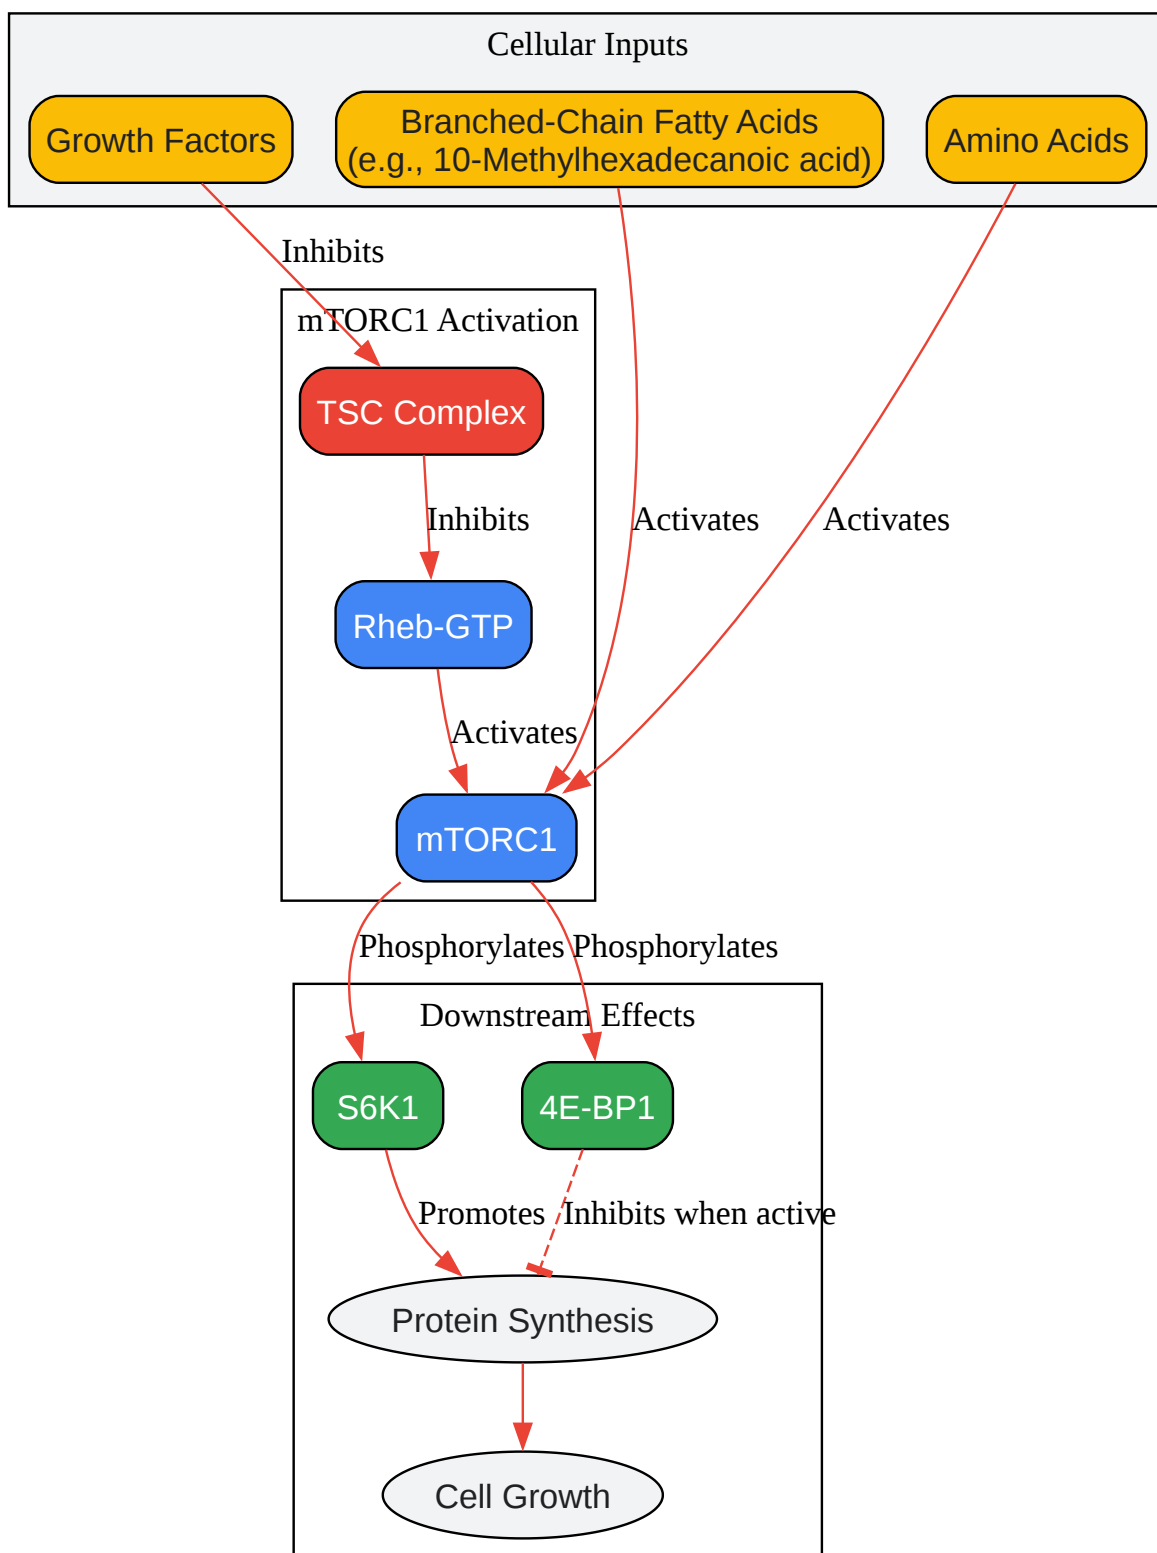 Cellular Inputs
Growth Factors
Branched-Chain Fatty Acids
(e.g., 10-Methylhexadecanoic acid)
Amino Acids
Inhibits
mTORC1 Activation
TSC Complex
Inhibits
Activates
Activates
Rheb-GTP
Activates
mTORC1
Phosphorylates
Phosphorylates
Downstream Effects
S6K1
4E-BP1
Promotes
Inhibits when active
Protein Synthesis
Cell Growth